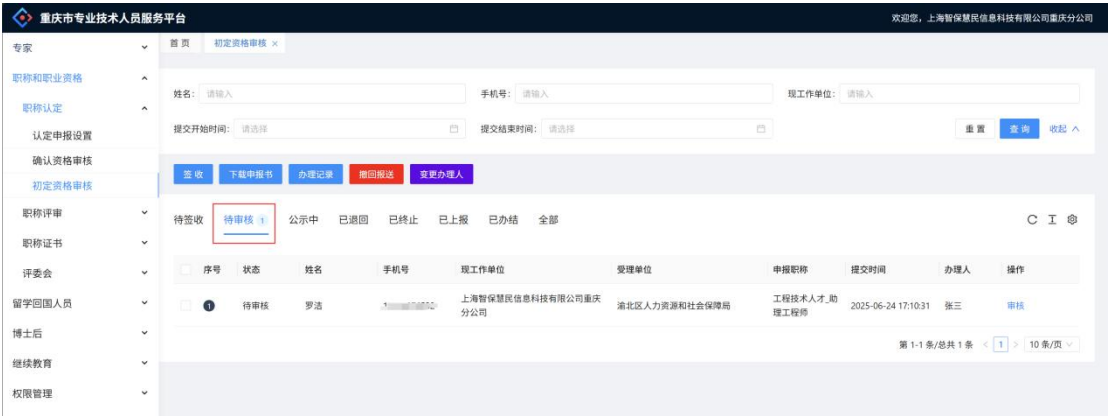 重庆市专业技术人员服务平台
欢迎您，上海智保慧民信息科技有限公司重庆分公司
专家
职称和职业资格
职称认定
认定申报设置
确认资格审核
初定资格审核
职称评审
职称证书
评委会
留学回国人员
博士后
继续教育
权限管理
首页 初定资格审核 ×
姓名： 请输入 手机号： 请输入 现工作单位： 请输入
提交开始时间： 请选择 提交结束时间： 请选择 重置 查询 收起
签收 下载申报书 办理记录 撤回报送 变更办理人
待签收 待审核 1 公示中 已退回 已终止 已上报 已办结 全部
序号 状态 姓名 手机号 现工作单位 受理单位 申报职称 提交时间 办理人 操作
1 待审核 罗洁 上海智保慧民信息科技有限公司重庆 渝北区人力资源和社会保障局 工程技术人才_助 2025-06-24 17:10:31 张三 审核
分公司 理工程师
第 1-1 条/总共 1 条 < 1 > 10 条/页